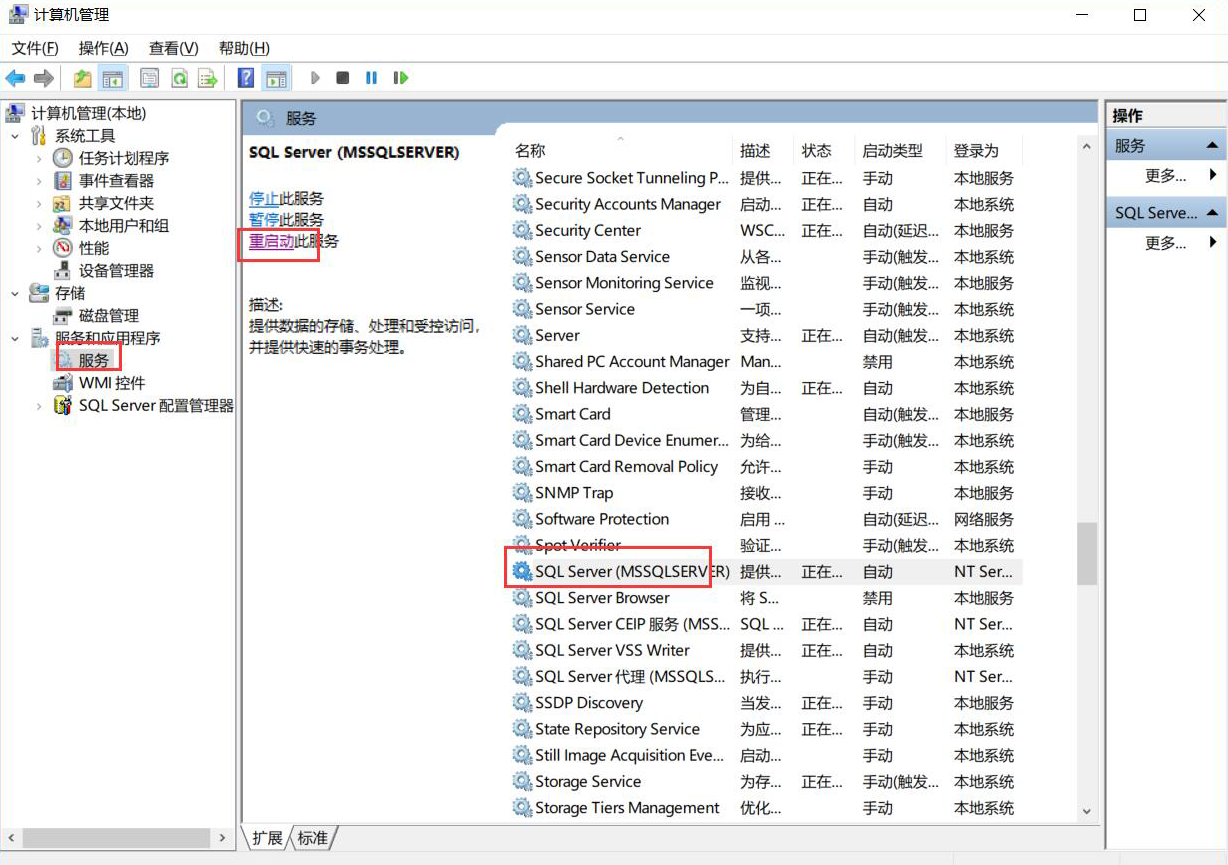 计算机管理
文件(F) 操作(A) 查看(V) 帮助(H)
计算机管理(本地)
系统工具
任务计划程序
事件查看器
共享文件夹
本地用户和组
性能
设备管理器
存储
磁盘管理
服务和应用程序
服务
WMI 控件
SQL Server 配置管理器
服务
SQL Server (MSSQLSERVER)
停止此服务
暂停此服务
重启动此服务
描述:
提供数据的存储、处理和受控访问，
并提供快速的事务处理。
名称 描述 状态 启动类型 登录为
Secure Socket Tunneling P... 提供... 正在... 手动 本地服务
Security Accounts Manager 启动... 正在... 自动 本地系统
Security Center WSC... 正在... 自动(延迟... 本地服务
Sensor Data Service 从各... 手动(触发... 本地系统
Sensor Monitoring Service 监视... 手动(触发... 本地服务
Sensor Service 一项... 手动(触发... 本地系统
Server 支持... 正在... 自动(触发... 本地系统
Shared PC Account Manager Man... 禁用 本地系统
Shell Hardware Detection 为自... 正在... 自动 本地系统
Smart Card 管理... 自动(触发... 本地服务
Smart Card Device Enumer... 为给... 手动(触发... 本地系统
Smart Card Removal Policy 允许... 手动 本地系统
SNMP Trap 接收... 手动 本地服务
Software Protection 启用 ... 自动(延迟... 网络服务
Spot Verifier 验证... 手动(触发... 本地系统
SQL Server (MSSQLSERVER) 提供... 正在... 自动 NT Ser...
SQL Server Browser 将 S... 禁用 本地服务
SQL Server CEIP 服务 (MSS... SQL ... 正在... 自动 NT Ser...
SQL Server VSS Writer 提供... 正在... 自动 本地系统
SQL Server 代理 (MSSQLS... 执行... 手动 NT Ser...
SSDP Discovery 当发... 正在... 手动 本地服务
State Repository Service 为应... 正在... 手动 本地系统
Still Image Acquisition Eve... 启动... 手动 本地系统
Storage Service 为存... 正在... 手动(触发... 本地系统
Storage Tiers Management 优化... 手动 本地系统
扩展 标准
操作
服务
更多...
SQL Serve...
更多...